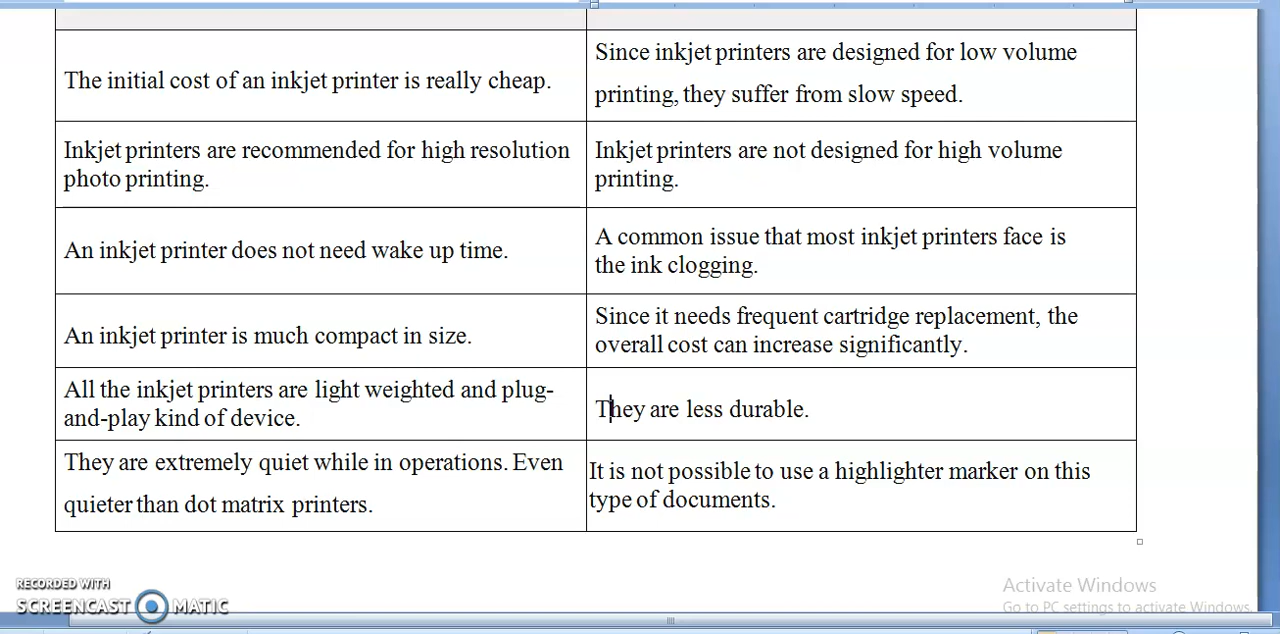 The initial cost of an inkjet printer is really cheap.
Since inkjet printers are designed for low volume
printing, they suffer from slow speed.
Inkjet printers are recommended for high resolution
photo printing.
Inkjet printers are not designed for high volume
printing.
An inkjet printer does not need wake up time.
A common issue that most inkjet printers face is
the ink clogging.
An inkjet printer is much compact in size.
Since it needs frequent cartridge replacement, the
overall cost can increase significantly.
All the inkjet printers are light weighted and plug-
and-play kind of device.
They are less durable.
They are extremely quiet while in operations. Even
quieter than dot matrix printers.
It is not possible to use a highlighter marker on this
type of documents.
RECORDED WITH
SCREENCAST MATIC
Activate Windows
Go to PC settings to activate Windows.